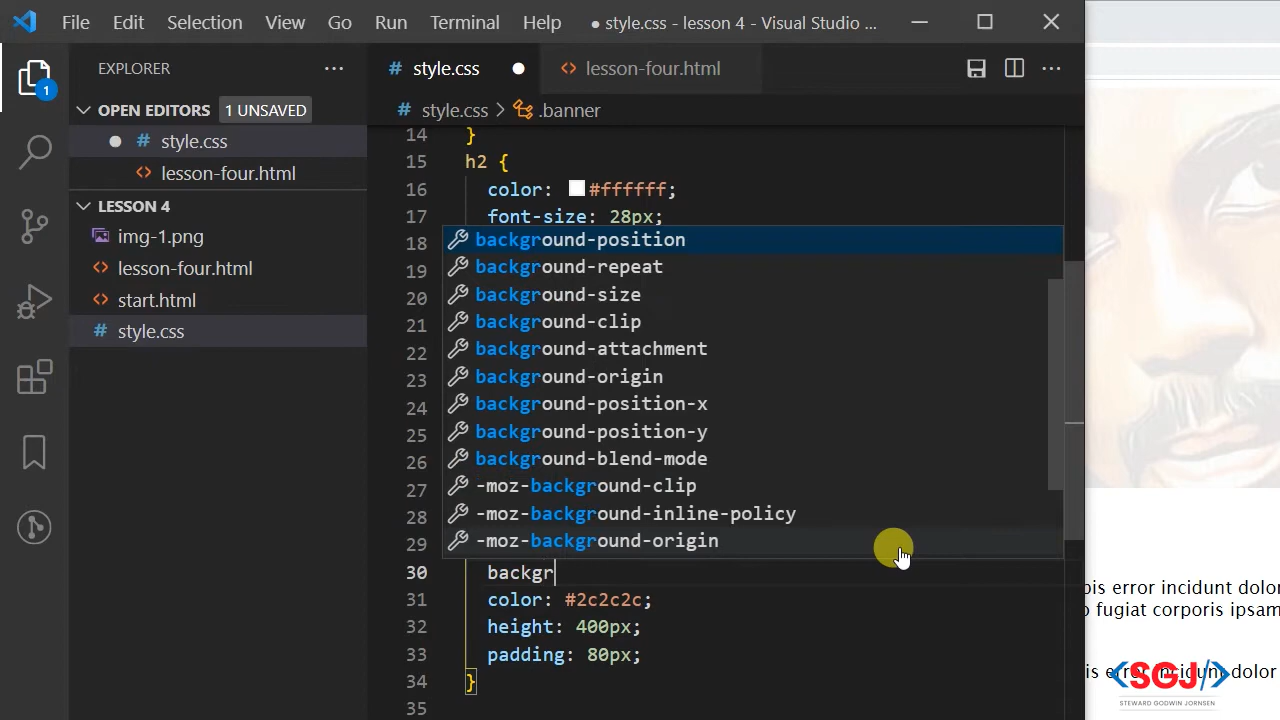 File Edit Selection View Go Run Terminal Help ● style.css - lesson 4 - Visual Studio ...
EXPLORER ...
# style.css ●
<> lesson-four.html
OPEN EDITORS 1 UNSAVED
# style.css > .banner
● # style.css
<> lesson-four.html
LESSON 4
img-1.png
<> lesson-four.html
<> start.html
# style.css
1
14 }
15 h2 {
16 color: #ffffff;
17 font-size: 28px;
18
19
20
21
22
23
24
25
26
27
28
29
background-position
background-repeat
background-size
background-clip
background-attachment
background-origin
background-position-x
background-position-y
background-blend-mode
-moz-background-clip
-moz-background-inline-policy
-moz-background-origin
30 backgr
31 color: #2c2c2c;
32 height: 400px;
33 padding: 80px;
34 }
35
error incidunt dolor
fugiat corporis ipsam
dolor
<SGJ/>
STEWARD GODWIN JORNSEN